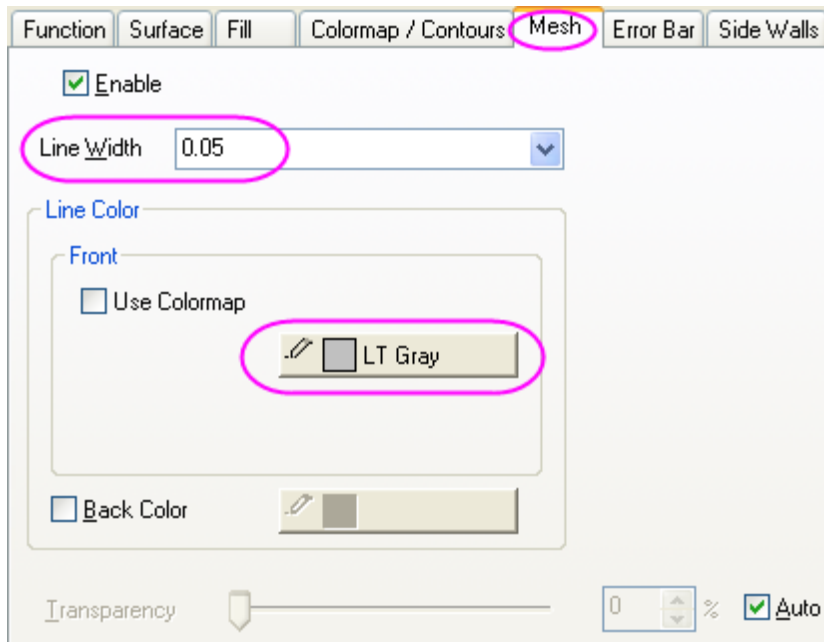 Function Surface Fill Colormap / Contours Mesh Error Bar Side Walls
Enable
Line Width 0.05
Line Color
Front
Use Colormap
LT Gray
Back Color
Transparency 0 % Auto